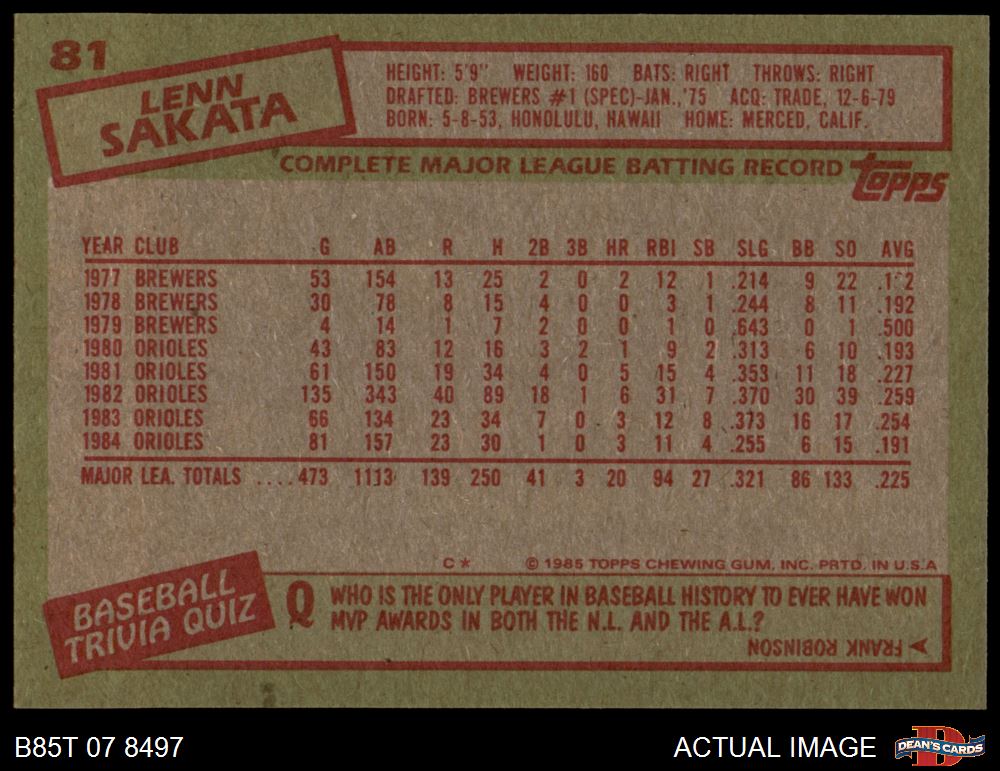 81
LENN
SAKATA
HEIGHT: 5'9" WEIGHT: 160 BATS: RIGHT THROWS: RIGHT
DRAFTED: BREWERS #1 (SPEC)-JAN.,'75 ACQ: TRADE, 12-6-79
BORN: 5-8-53, HONOLULU, HAWAII HOME: MERCED, CALIF.
COMPLETE MAJOR LEAGUE BATTING RECORD
TOPPS
YEAR CLUB G AB R H 2B 3B HR RBI SB SLG BB SO AVG
1977 BREWERS 53 154 13 25 2 0 2 12 1 .214 9 22
1978 BREWERS 30 78 8 15 4 0 0 3 1 .244 8 11 .192
1979 BREWERS 4 14 1 7 2 0 0 1 0 .643 0 1 .500
1980 ORIOLES 43 83 12 16 3 2 1 9 2 .313 6 10 .193
1981 ORIOLES 61 150 19 34 4 0 5 15 4 .353 11 18 .227
1982 ORIOLES 135 343 40 89 18 1 6 31 7 .370 30 39 .259
1983 ORIOLES 66 134 23 34 7 0 3 12 8 .373 16 17 .254
1984 ORIOLES 81 157 23 30 1 0 3 11 4 .255 6 15 .191
MAJOR LEA. TOTALS ....473 1113 139 250 41 3 20 94 27 .321 86 133 .225
C* © 1985 TOPPS CHEWING GUM, INC. PRTD. IN U.S.A
BASEBALL
TRIVIA QUIZ
Q WHO IS THE ONLY PLAYER IN BASEBALL HISTORY TO EVER HAVE WON
MVP AWARDS IN BOTH THE N.L. AND THE A.L.?
FRANK ROBINSON
B85T 07 8497
ACTUAL IMAGE
D
DEAN'S CARDS